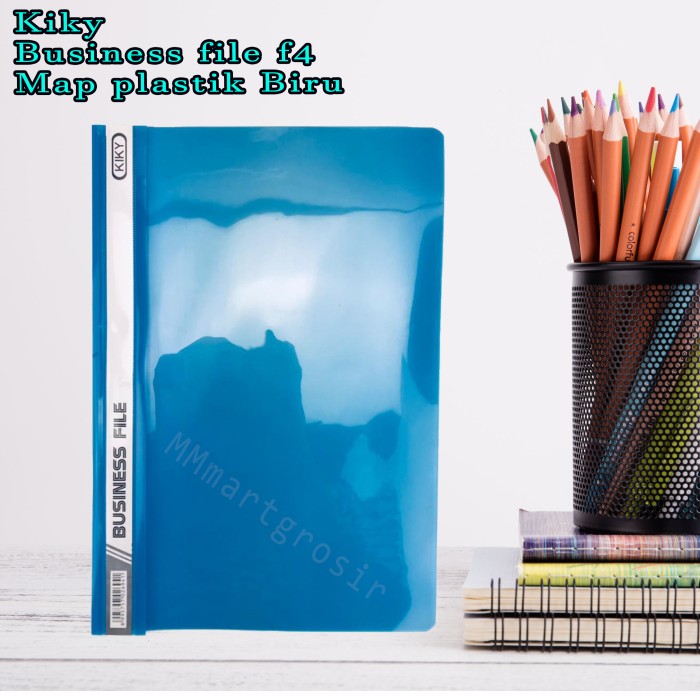 Kiky
Business file f4
Map plastik Biru
KIKY
BUSINESS FILE
MMmartgrosir